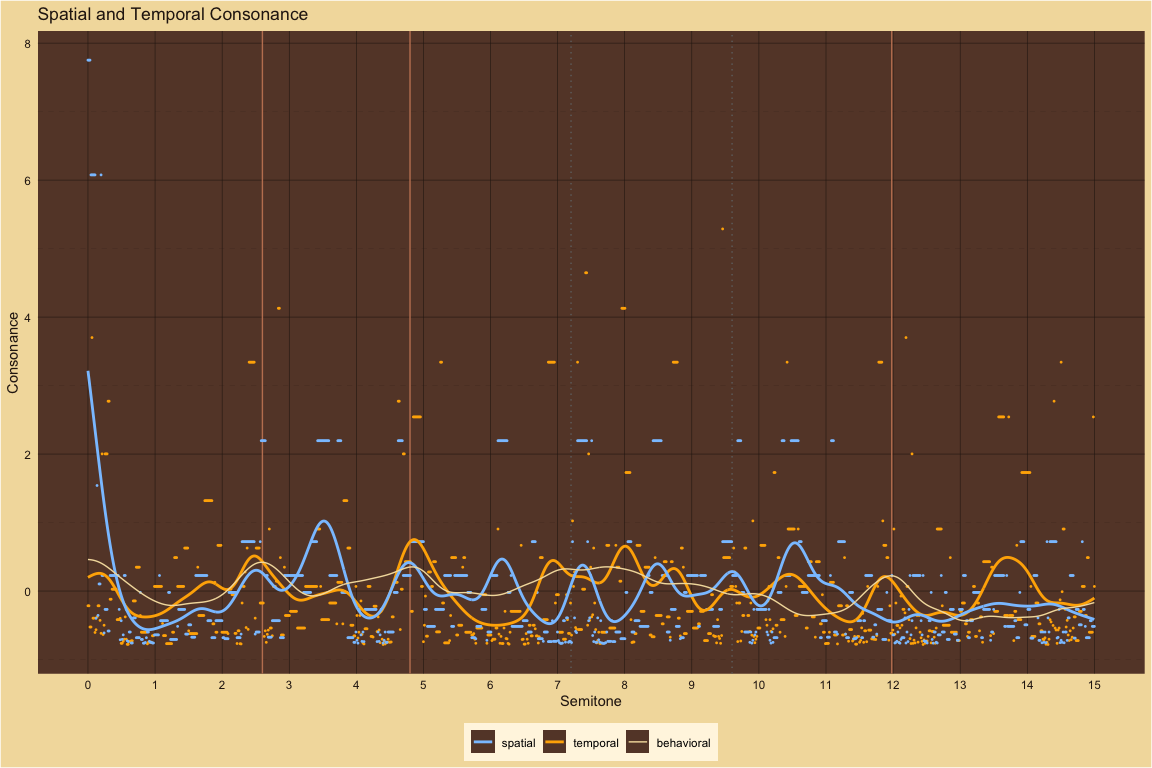 Spatial and Temporal Consonance
8
6
4
2
0
Consonance
0 1 2 3 4 5 6 7 8 9 10 11 12 13 14 15
Semitone
spatial temporal behavioral